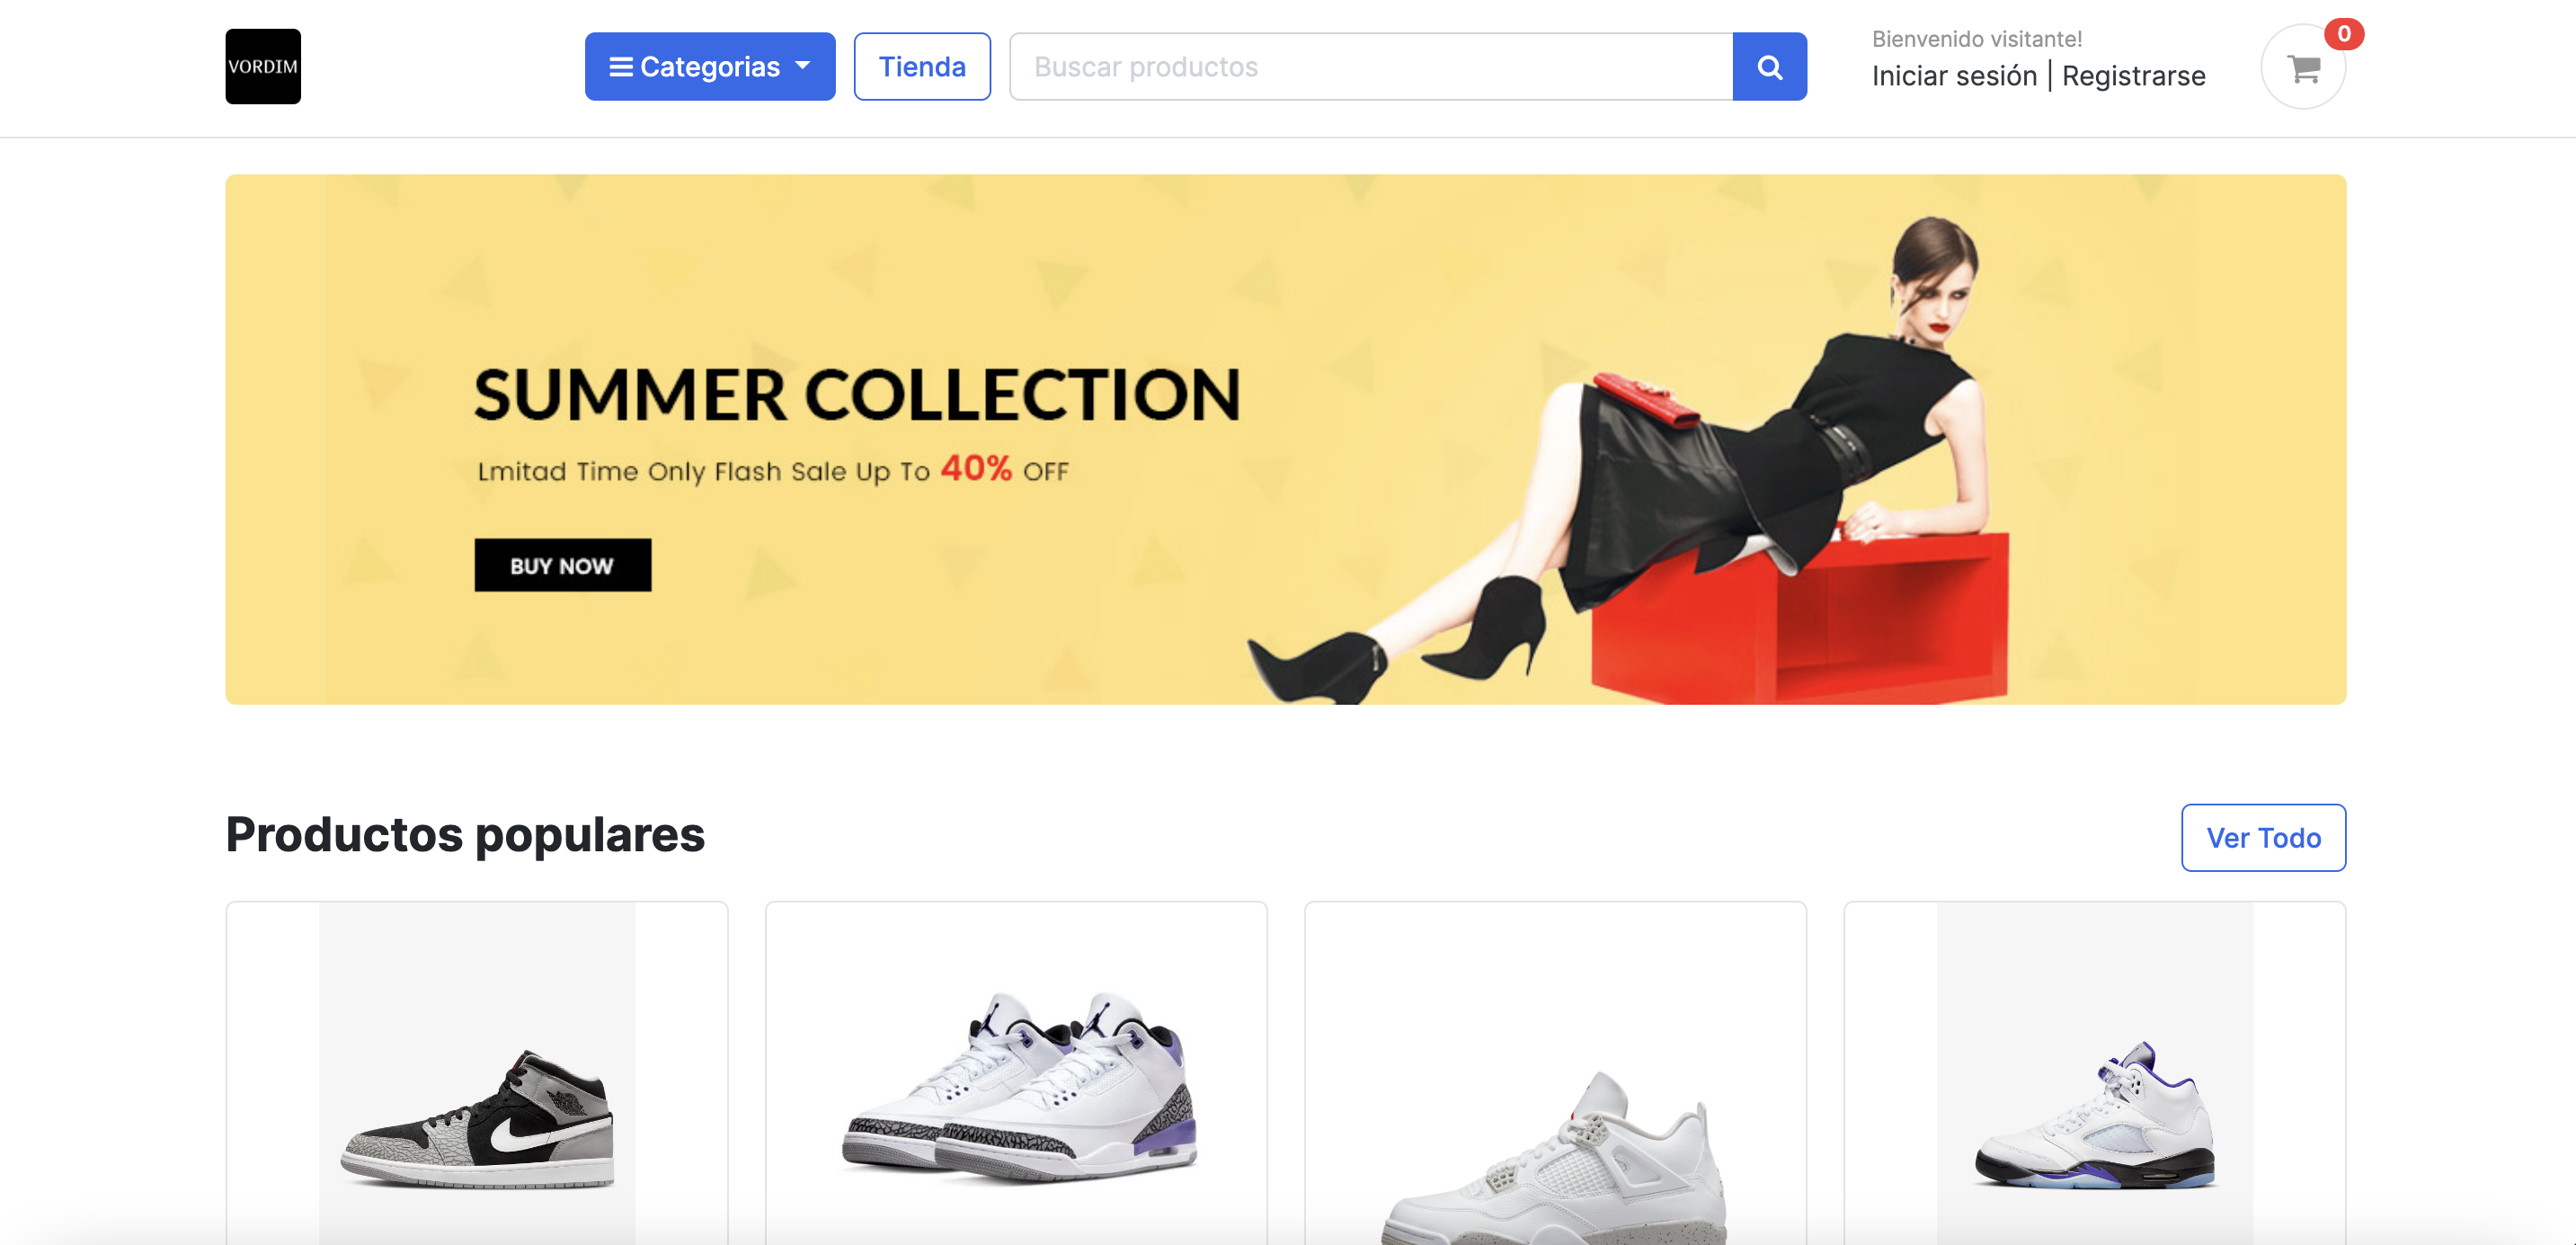 VORDIM
Categorias
Tienda
Buscar productos
Bienvenido visitante!
Iniciar sesión | Registrarse
0
SUMMER COLLECTION
Lmitad Time Only Flash Sale Up To 40% OFF
BUY NOW
Productos populares
Ver Todo